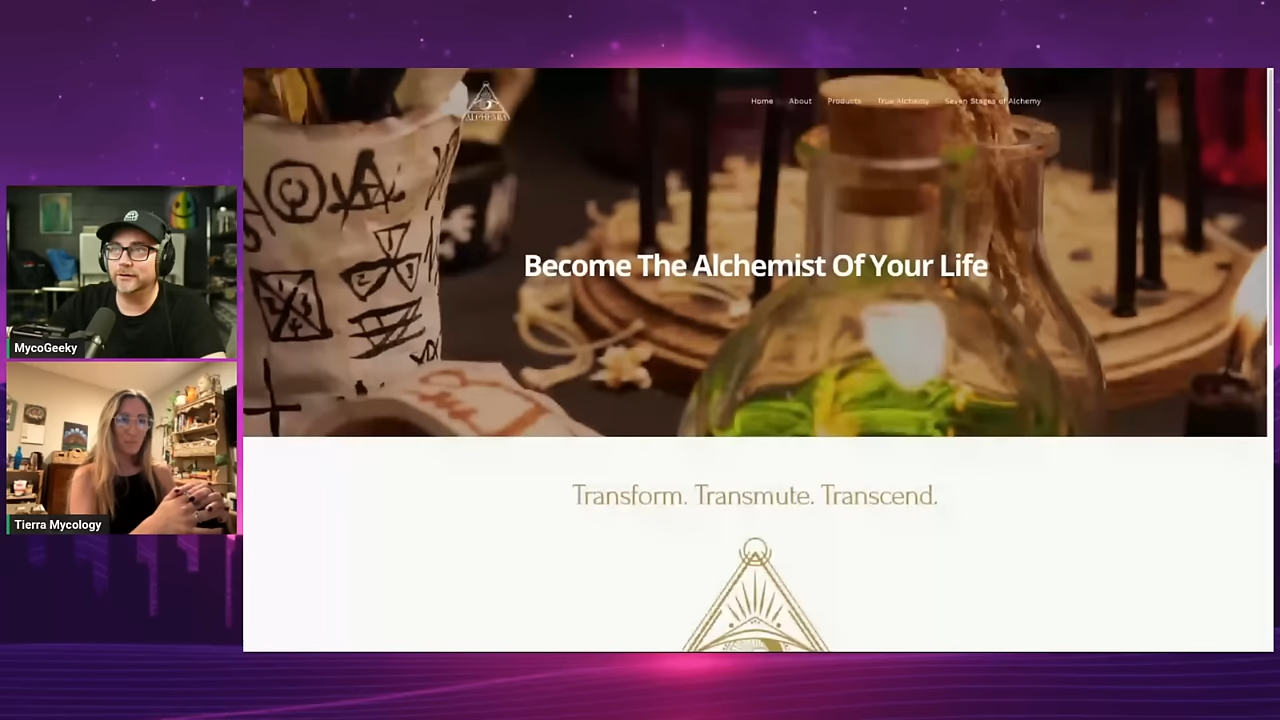 ALCHEMIA
Home About Products True Alchemy Seven Stages of Alchemy
Become The Alchemist Of Your Life
MycoGeeky
Tierra Mycology
Transform. Transmute. Transcend.